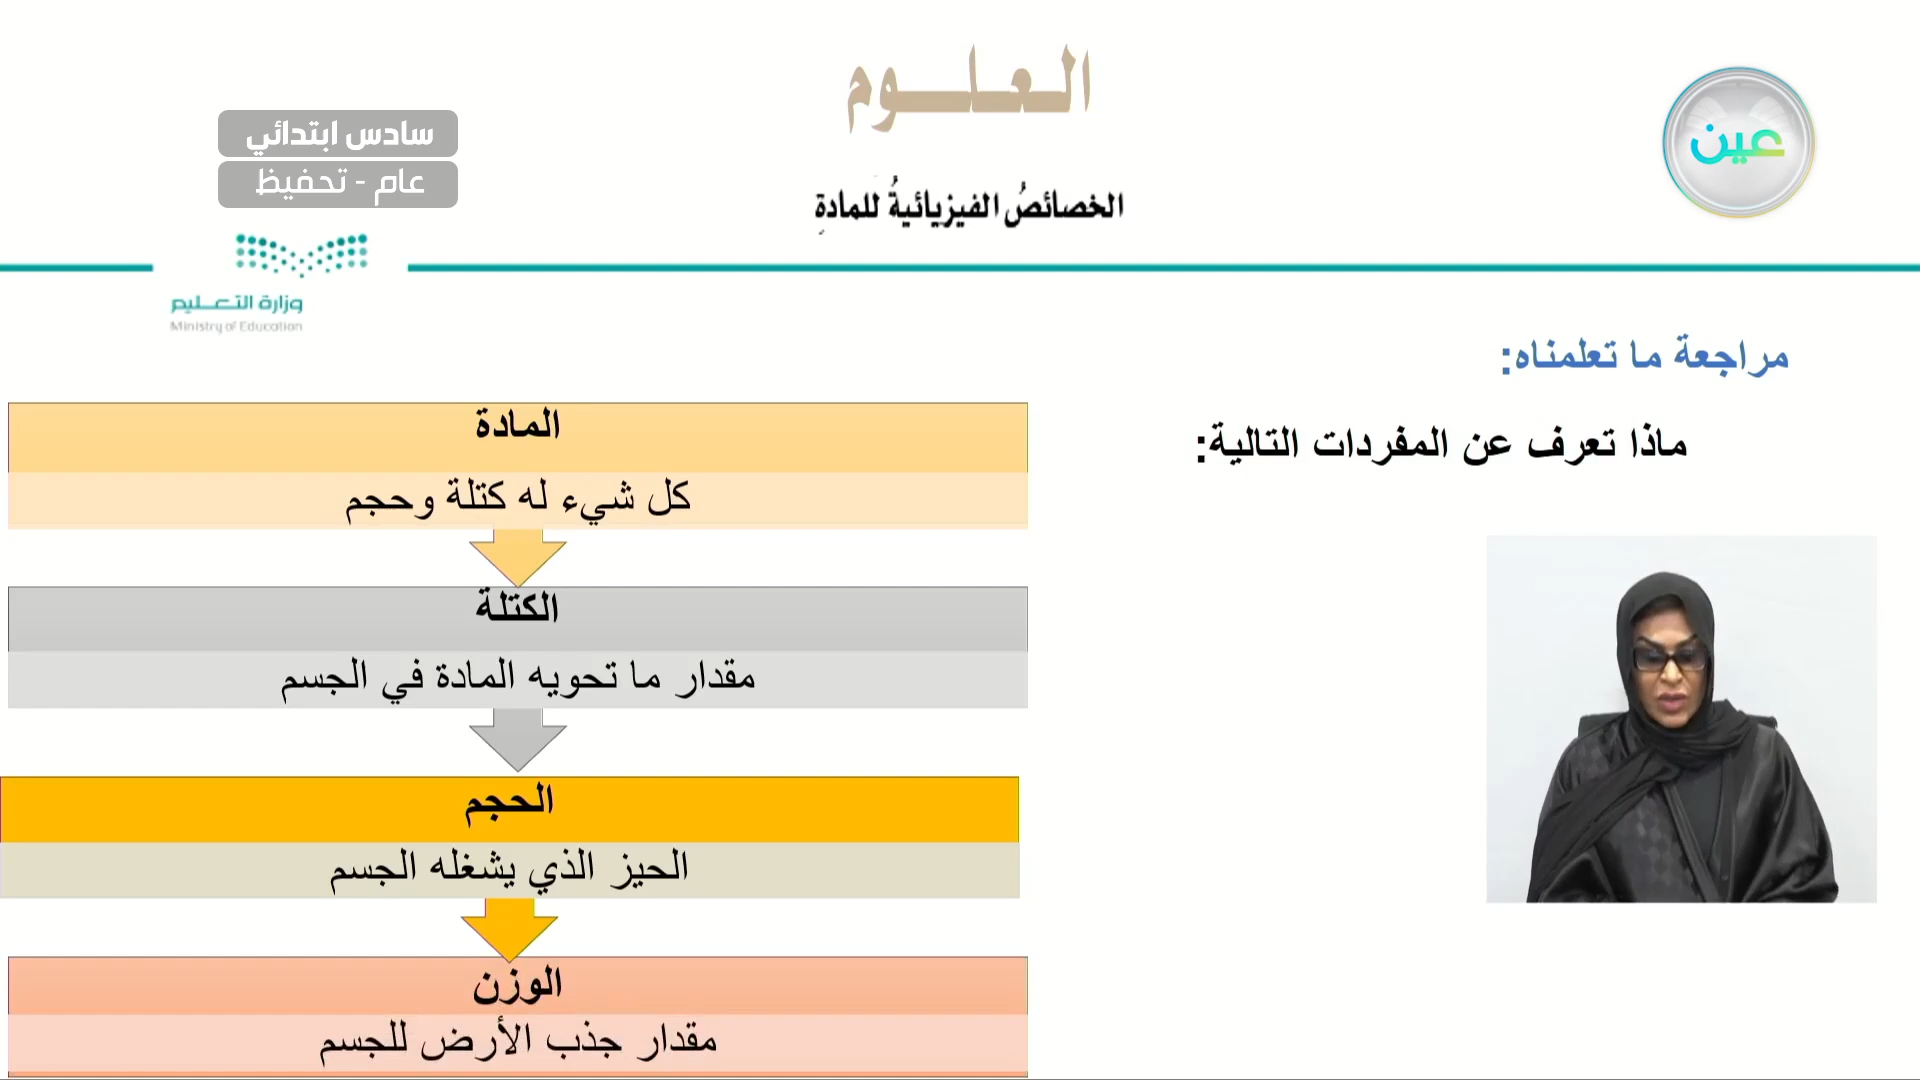 العلوم
عين
سادس ابتدائي
عام - تحفيظ
الخصائصُ الفيزيائيةُ للمادةِ
وزارة التعليم
Ministry of Education
مراجعة ما تعلمناه:
ماذا تعرف عن المفردات التالية:
المادة
كل شيء له كتلة وحجم
الكتلة
مقدار ما تحويه المادة في الجسم
الحجم
الحيز الذي يشغله الجسم
الوزن
مقدار جذب الأرض للجسم